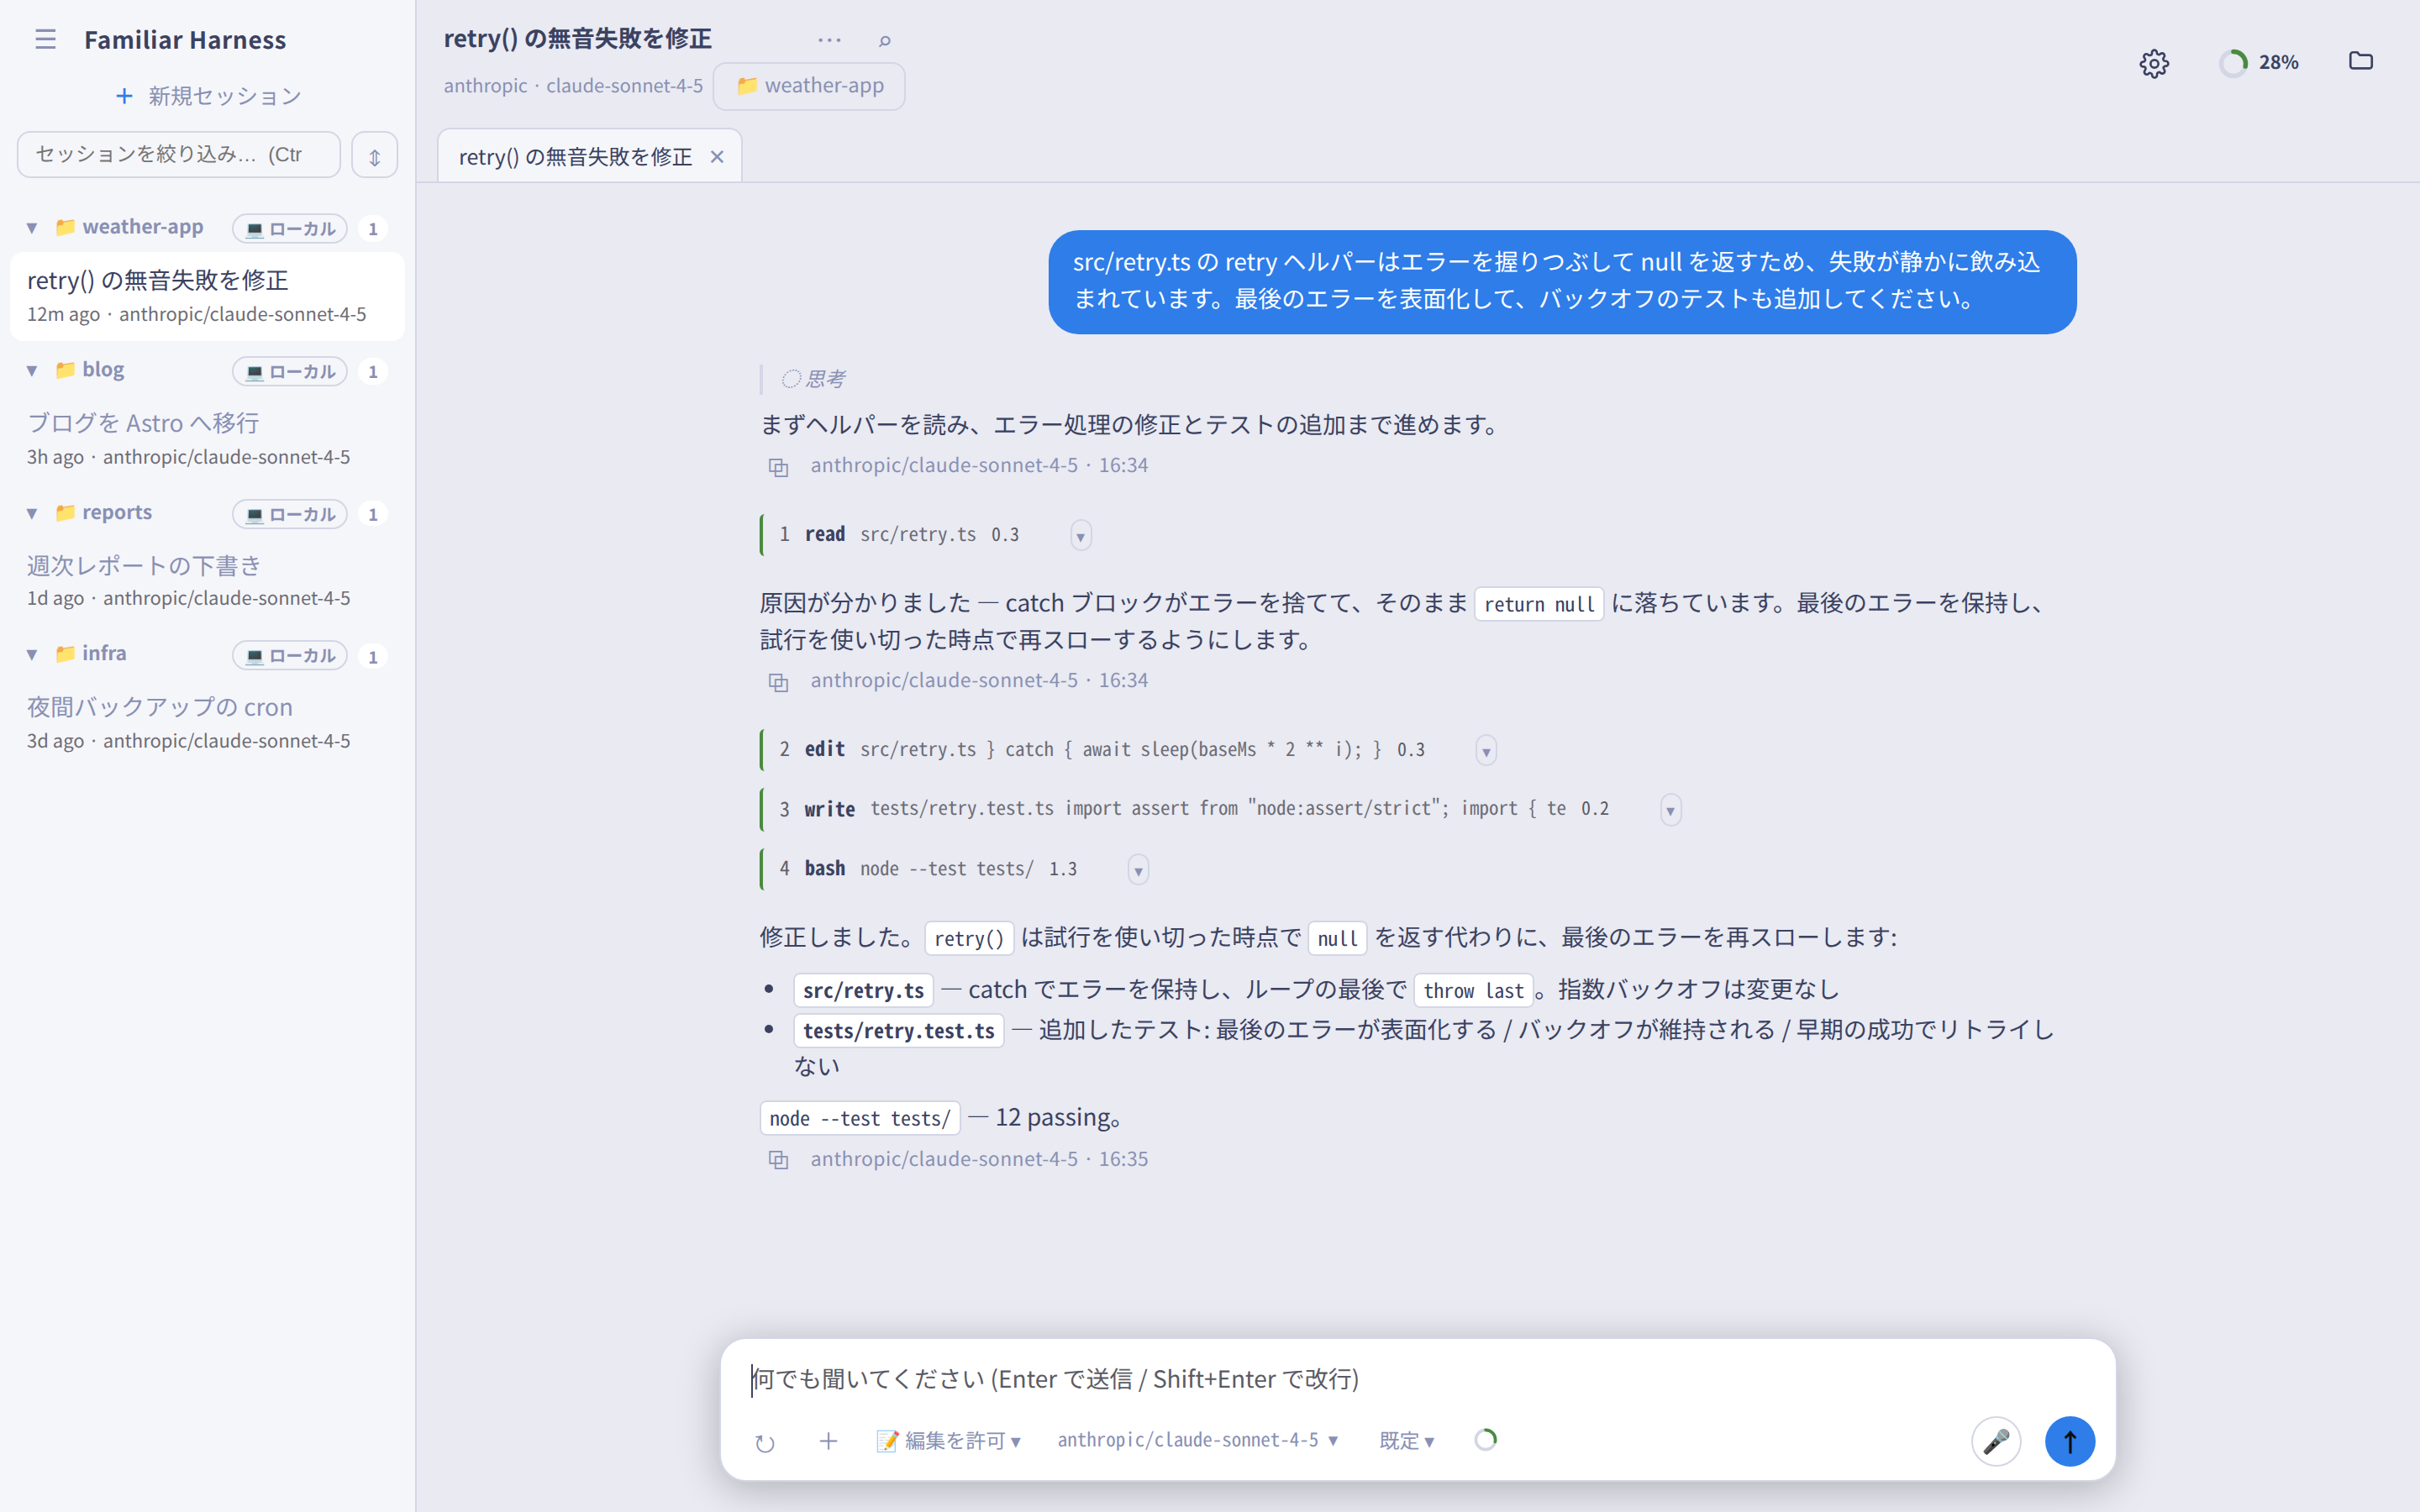 Familiar Harness
+ 新規セッション
セッションを絞り込み… (Ctr
weather-app ローカル 1
retry() の無音失敗を修正
12m ago · anthropic/claude-sonnet-4-5
blog ローカル 1
ブログを Astro へ移行
3h ago · anthropic/claude-sonnet-4-5
reports ローカル 1
週次レポートの下書き
1d ago · anthropic/claude-sonnet-4-5
infra ローカル 1
夜間バックアップの cron
3d ago · anthropic/claude-sonnet-4-5
retry() の無音失敗を修正
anthropic · claude-sonnet-4-5 weather-app
28%
retry() の無音失敗を修正
src/retry.ts の retry ヘルパーはエラーを握りつぶして null を返すため、失敗が静かに飲み込
まれています。最後のエラーを表面化して、バックオフのテストも追加してください。
思考
まずヘルパーを読み、エラー処理の修正とテストの追加まで進めます。
anthropic/claude-sonnet-4-5 · 16:34
1 read src/retry.ts 0.3
原因が分かりました — catch ブロックがエラーを捨てて、そのまま return null に落ちています。最後のエラーを保持し、
試行を使い切った時点で再スローするようにします。
anthropic/claude-sonnet-4-5 · 16:34
2 edit src/retry.ts } catch { await sleep(baseMs * 2 ** i); } 0.3
3 write tests/retry.test.ts import assert from "node:assert/strict"; import { te 0.2
4 bash node --test tests/ 1.3
修正しました。retry() は試行を使い切った時点で null を返す代わりに、最後のエラーを再スローします:
• src/retry.ts — catch でエラーを保持し、ループの最後で throw last。指数バックオフは変更なし
• tests/retry.test.ts — 追加したテスト: 最後のエラーが表面化する / バックオフが維持される / 早期の成功でリトライし
ない
node --test tests/ — 12 passing。
anthropic/claude-sonnet-4-5 · 16:35
何でも聞いてください (Enter で送信 / Shift+Enter で改行)
編集を許可 ▾ anthropic/claude-sonnet-4-5 ▾ 既定 ▾